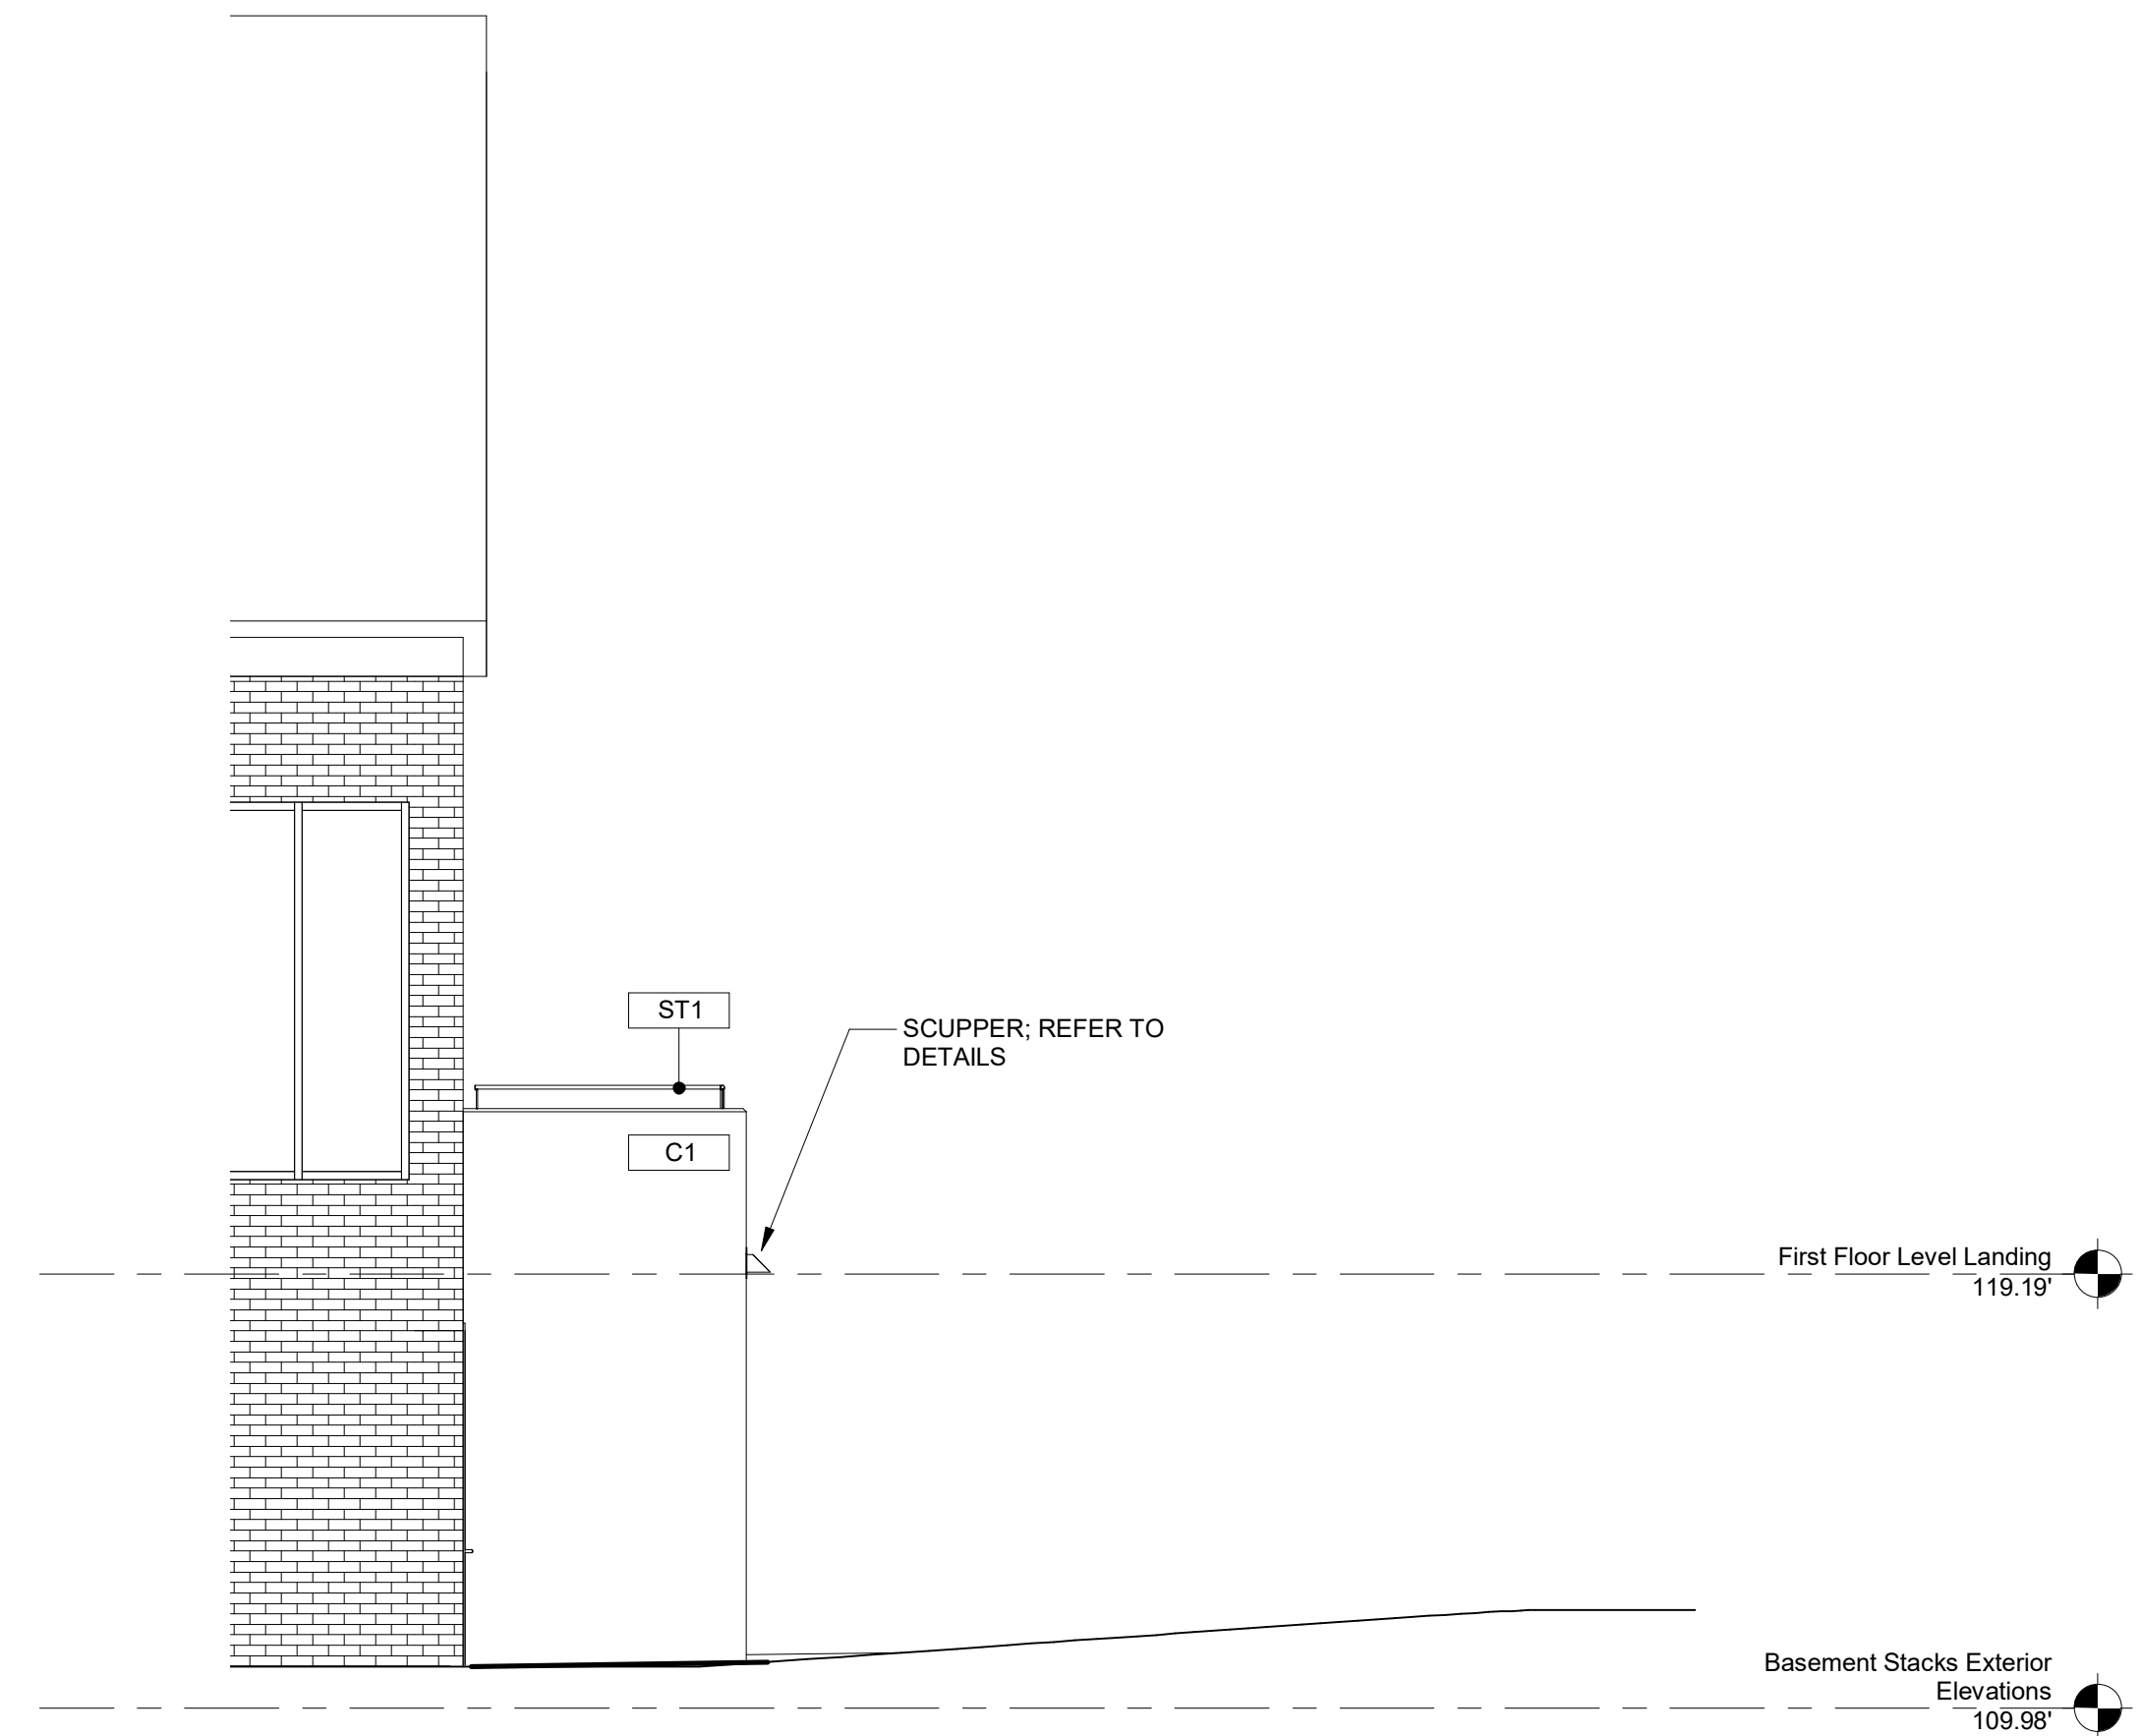 ST1
SCUPPER; REFER TO
DETAILS
C1
First Floor Level Landing
119.19'
Basement Stacks Exterior
Elevations
109.98'